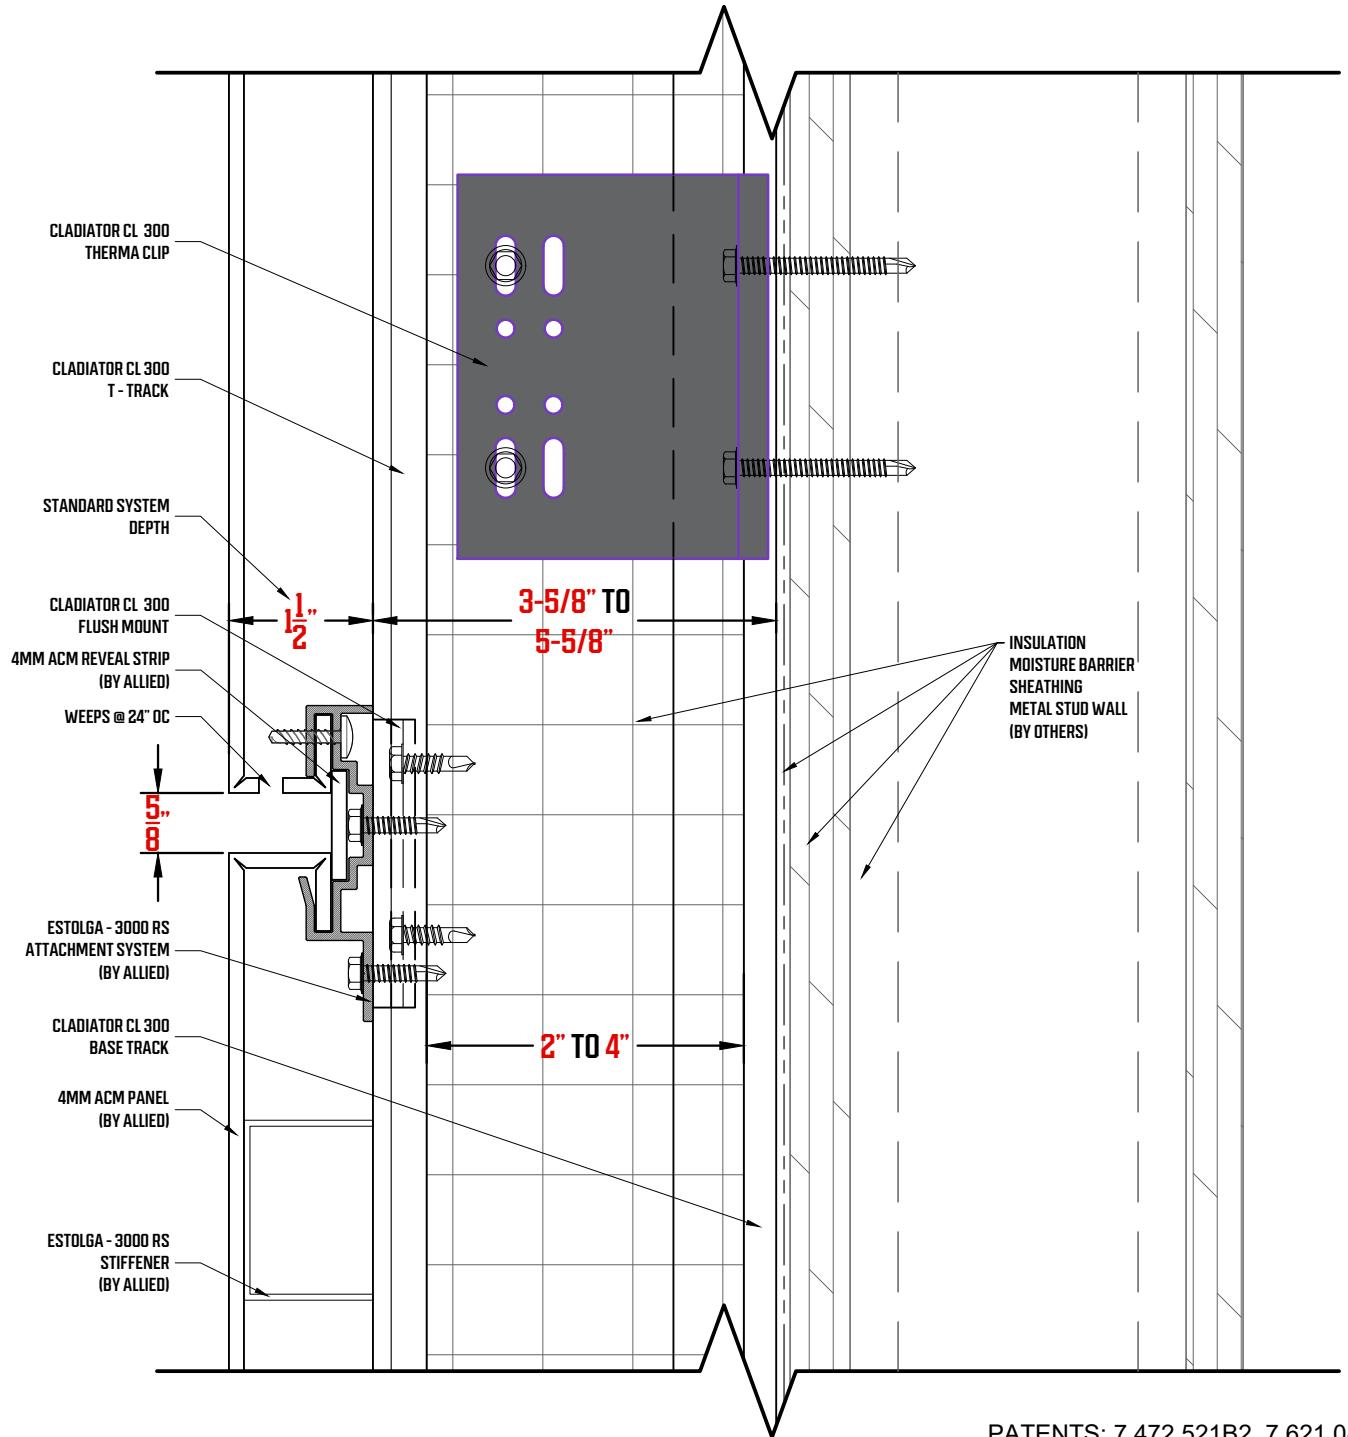 CLADIATOR CL 300
THERMA CLIP
CLADIATOR CL 300
T - TRACK
STANDARD SYSTEM
DEPTH
CLADIATOR CL 300
FLUSH MOUNT
4MM ACM REVEAL STRIP
(BY ALLIED)
WEEPS @ 24" OC
1 1/2"
3-5/8" TO
5-5/8"
INSULATION
MOISTURE BARRIER
SHEATHING
METAL STUD WALL
(BY OTHERS)
5/8"
ESTOLGA - 3000 RS
ATTACHMENT SYSTEM
(BY ALLIED)
CLADIATOR CL 300
BASE TRACK
2" TO 4"
4MM ACM PANEL
(BY ALLIED)
ESTOLGA - 3000 RS
STIFFENER
(BY ALLIED)
PATENTS: 7,472,521B2, 7,621,0